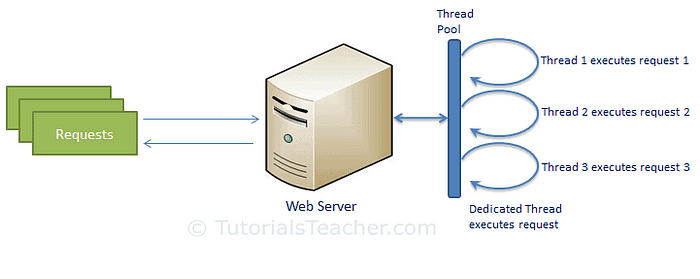 Thread
Pool
Thread 1 executes request 1
Thread 2 executes request 2
Requests
Thread 3 executes request 3
Web Server
Dedicated Thread
executes request
© TutorialsTeacher.com